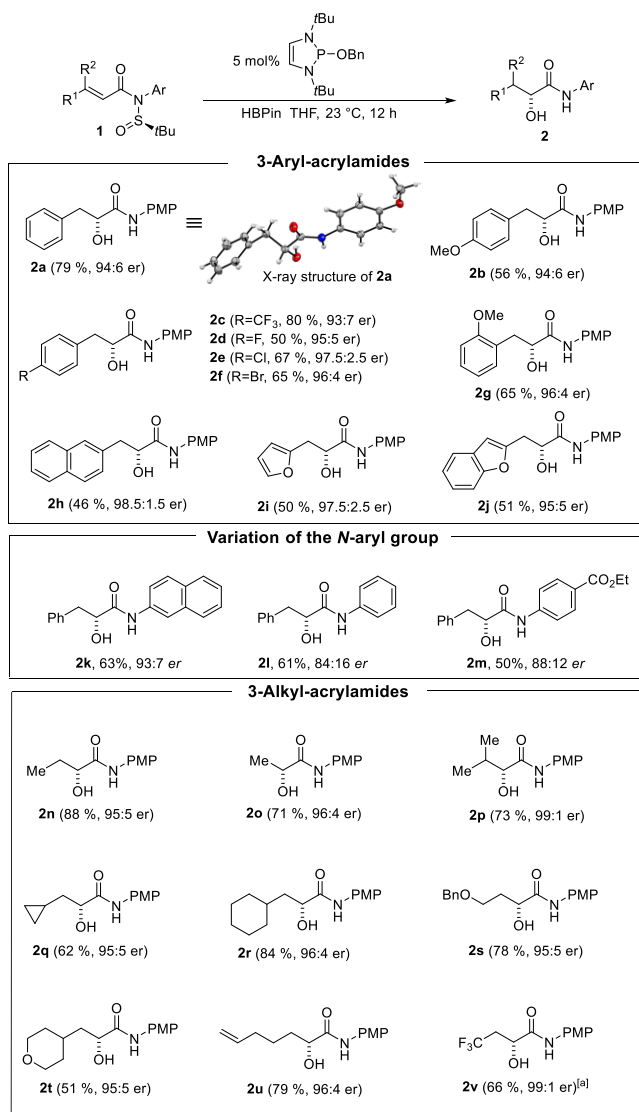 5 mol%
tBu
N
P
OBn
N
tBu
R2
O
R1
N
Ar
S
O
tBu
1
HBPin THF, 23 °C, 12 h
R2
O
R1
N
H
Ar
OH
2
3-Aryl-acrylamides
O
N
H
PMP
OH
2a (79 %, 94:6 er)
≡
X-ray structure of 2a
MeO
O
N
H
PMP
OH
2b (56 %, 94:6 er)
R
O
N
H
PMP
OH
2c (R=CF3, 80 %, 93:7 er)
2d (R=F, 50 %, 95:5 er)
2e (R=Cl, 67 %, 97.5:2.5 er)
2f (R=Br, 65 %, 96:4 er)
OMe
O
N
H
PMP
OH
2g (65 %, 96:4 er)
O
N
H
PMP
OH
2h (46 %, 98.5:1.5 er)
O
O
N
H
PMP
OH
2i (50 %, 97.5:2.5 er)
O
O
N
H
PMP
OH
2j (51 %, 95:5 er)
Variation of the N-aryl group
Ph
O
N
H
OH
2k, 63%, 93:7 er
Ph
O
N
H
OH
2l, 61%, 84:16 er
Ph
O
N
H
OH
CO2Et
2m, 50%, 88:12 er
3-Alkyl-acrylamides
Me
O
N
H
PMP
OH
2n (88 %, 95:5 er)
Me
O
N
H
PMP
OH
2o (71 %, 96:4 er)
Me
Me
O
N
H
PMP
OH
2p (73 %, 99:1 er)
O
N
H
PMP
OH
2q (62 %, 95:5 er)
O
N
H
PMP
OH
2r (84 %, 96:4 er)
BnO
O
N
H
PMP
OH
2s (78 %, 95:5 er)
O
O
N
H
PMP
OH
2t (51 %, 95:5 er)
O
N
H
PMP
OH
2u (79 %, 96:4 er)
F3C
O
N
H
PMP
OH
2v (66 %, 99:1 er)[a]